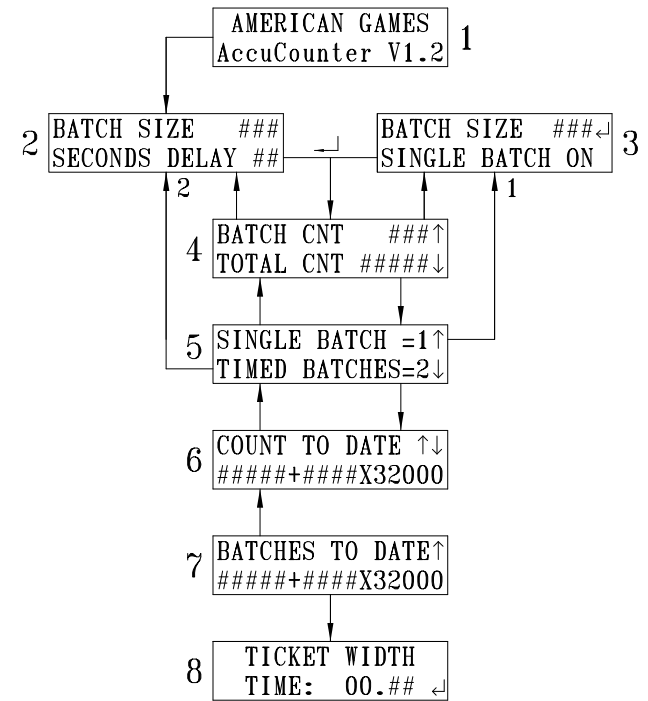 AMERICAN GAMES
AccuCounter V1.2
1
2
BATCH SIZE ###
SECONDS DELAY ##
↵
BATCH SIZE ###↵
SINGLE BATCH ON
3
2
1
4
BATCH CNT ###↑
TOTAL CNT #####↓
5
SINGLE BATCH =1↑
TIMED BATCHES=2↓
6
COUNT TO DATE ↑↓
#####+####X32000
7
BATCHES TO DATE↑
#####+####X32000
8
TICKET WIDTH
TIME: 00.## ↵